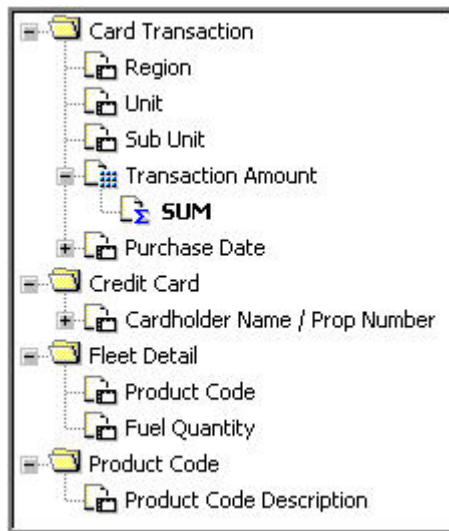 Card Transaction
Region
Unit
Sub Unit
Transaction Amount
SUM
Purchase Date
Credit Card
Cardholder Name / Prop Number
Fleet Detail
Product Code
Fuel Quantity
Product Code
Product Code Description